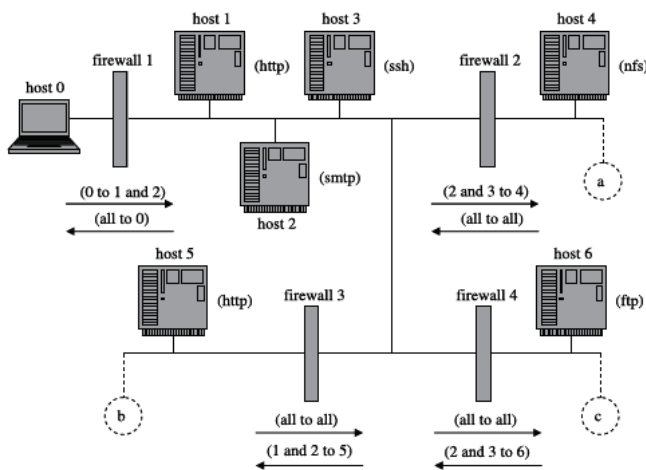 host 1
host 3
host 4
firewall 1
firewall 2
host 0
(http)
(ssh)
(nfs)
(smtp)
a
(0 to 1 and 2)
(2 and 3 to 4)
(all to 0)
host 2
(all to all)
host 5
host 6
firewall 3
firewall 4
(http)
(ftp)
b
c
(all to all)
(all to all)
(1 and 2 to 5)
(2 and 3 to 6)